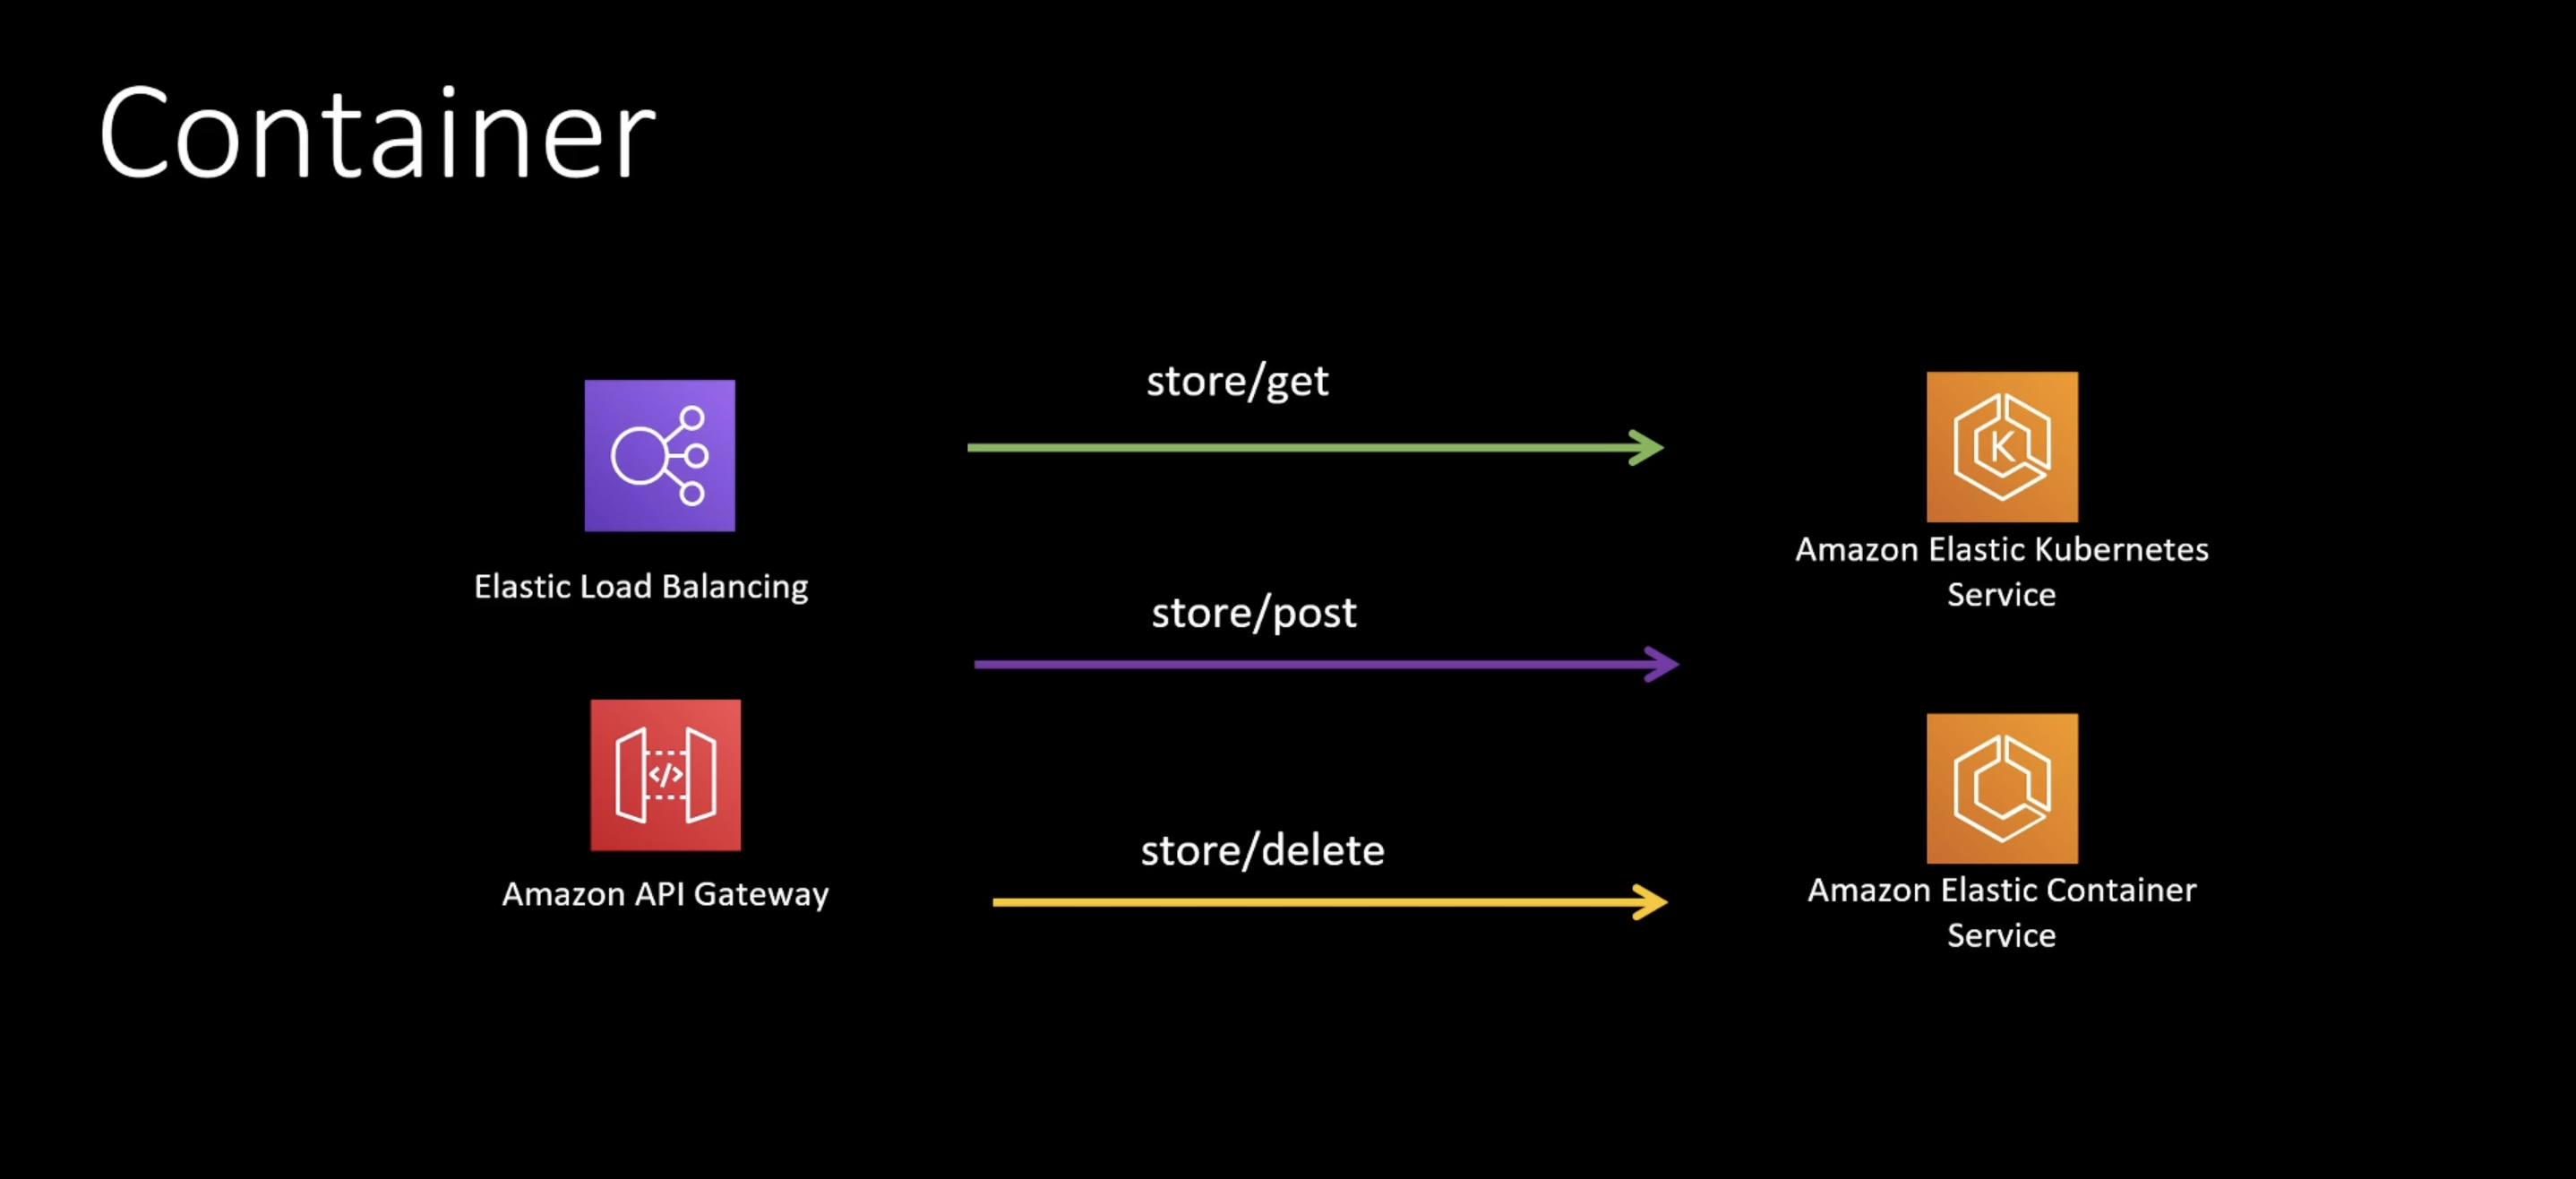 Container
store/get
Elastic Load Balancing
Amazon Elastic Kubernetes
Service
K
store/post
Amazon API Gateway
</>
store/delete
Amazon Elastic Container
Service